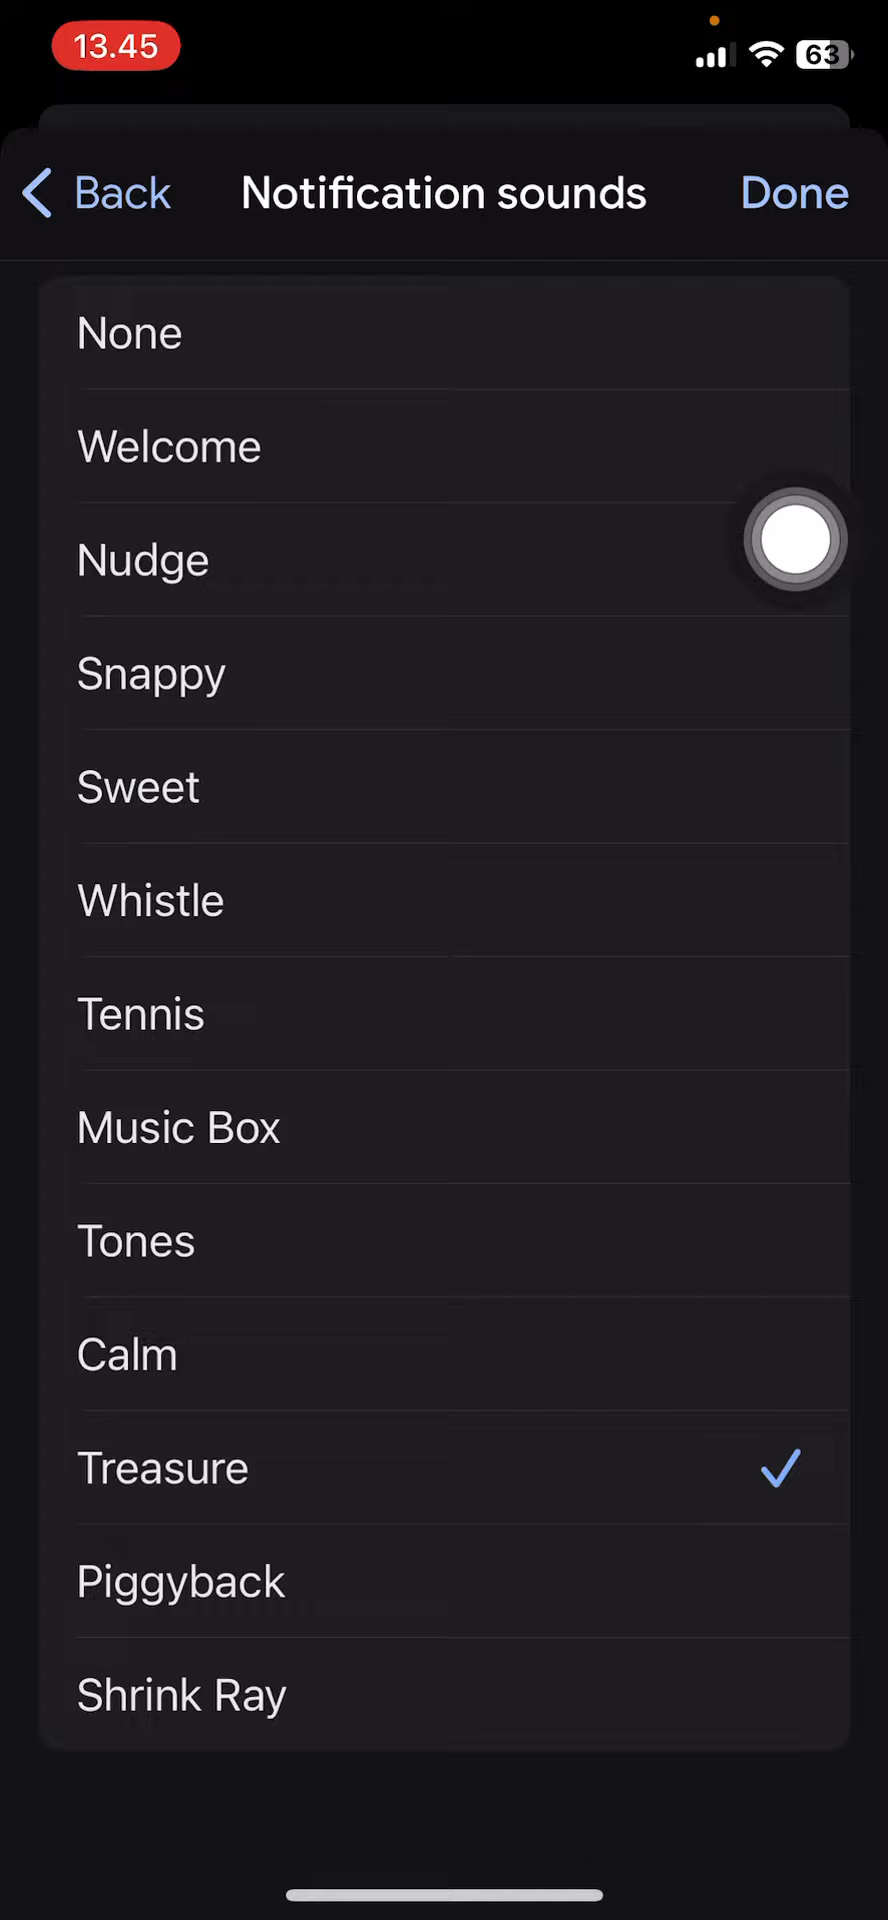 13.45
63
Back Notification sounds Done
None
Welcome
Nudge
Snappy
Sweet
Whistle
Tennis
Music Box
Tones
Calm
Treasure
Piggyback
Shrink Ray